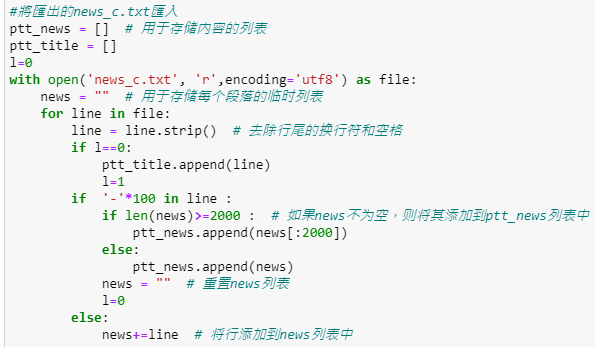 #將匯出的news_c.txt匯入
ptt_news = []  # 用于存储内容的列表
ptt_title = []
l=0
with open('news_c.txt', 'r',encoding='utf8') as file:
    news = ""  # 用于存储每个段落的临时列表
    for line in file:
        line = line.strip()  # 去除行尾的换行符和空格
        if l==0:
            ptt_title.append(line)
            l=1
        if  '-'*100 in line :
            if len(news)>=2000 :  # 如果news不为空，则将其添加到ptt_news列表中
                ptt_news.append(news[:2000])
            else:
                ptt_news.append(news)
            news = ""  # 重置news列表
            l=0
        else:
            news+=line  # 将行添加到news列表中